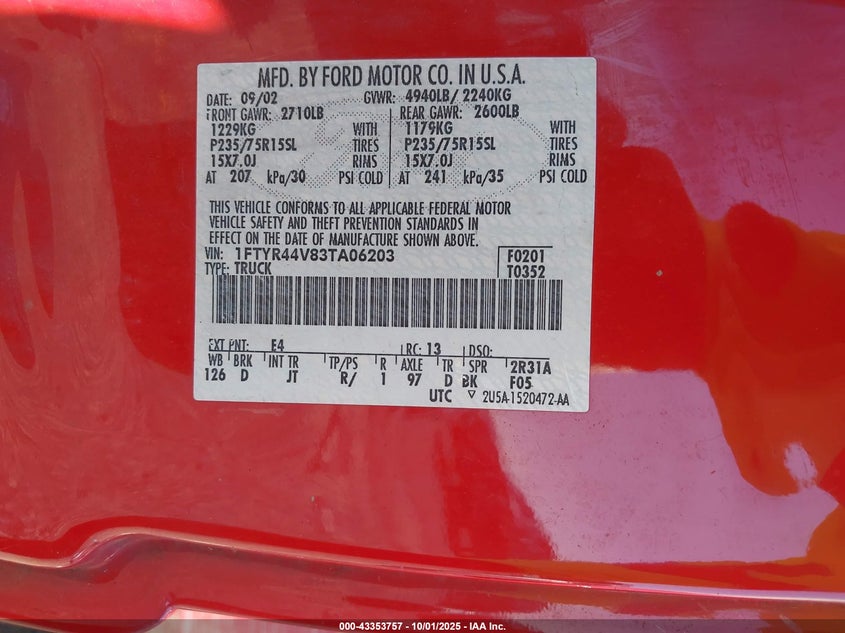 MFD. BY FORD MOTOR CO. IN U.S.A.
DATE: 09/02 GVWR: 4940LB/ 2240KG
FRONT GAWR: 2710LB REAR GAWR: 2600LB
1229KG WITH 1179KG WITH
P235/75R15SL TIRES P235/75R15SL TIRES
15X7.0J RIMS 15X7.0J RIMS
AT 207 kPa/30 PSI COLD AT 241 kPa/35 PSI COLD
THIS VEHICLE CONFORMS TO ALL APPLICABLE FEDERAL MOTOR
VEHICLE SAFETY AND THEFT PREVENTION STANDARDS IN
EFFECT ON THE DATE OF MANUFACTURE SHOWN ABOVE.
VIN: 1FTYR44V83TA06203 F0201
TYPE: TRUCK T0352
EXT PNT: E4 RC: 13 DSO:
WB BRK INT TR TP/PS R AXLE TR SPR 2R31A
126 D JT R/ 1 97 D BK F05
UTC ▽ 2U5A-1520472-AA
000-43353757 - 10/01/2025 - IAA Inc.